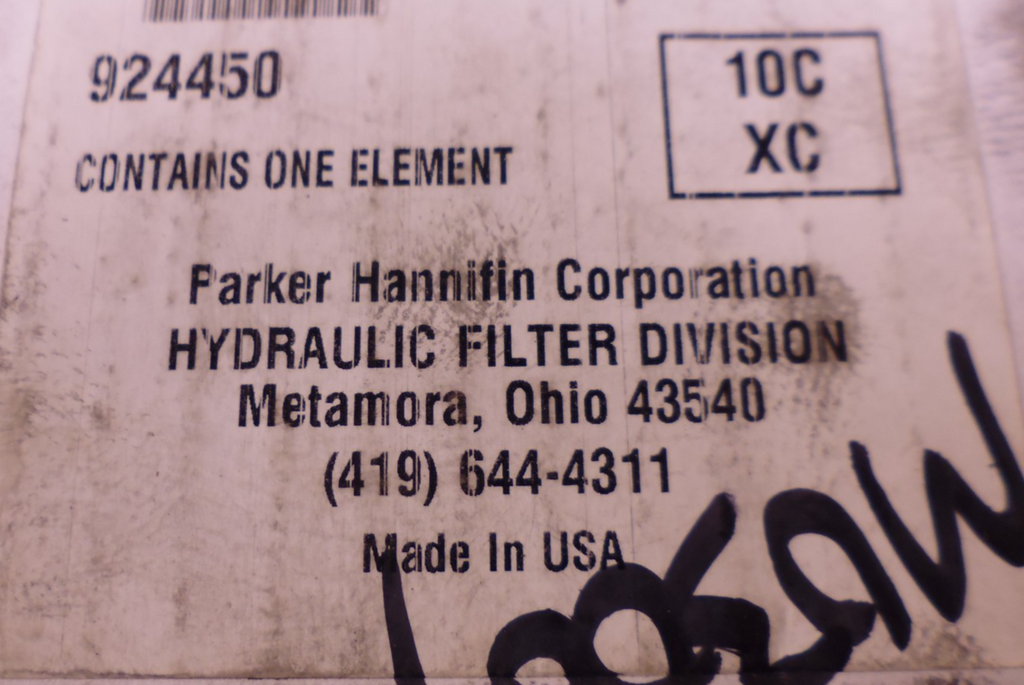 924450
10C
XC
CONTAINS ONE ELEMENT
Parker Hannifin Corporation
HYDRAULIC FILTER DIVISION
Metamora, Ohio 43540
(419) 644-4311
Made In USA